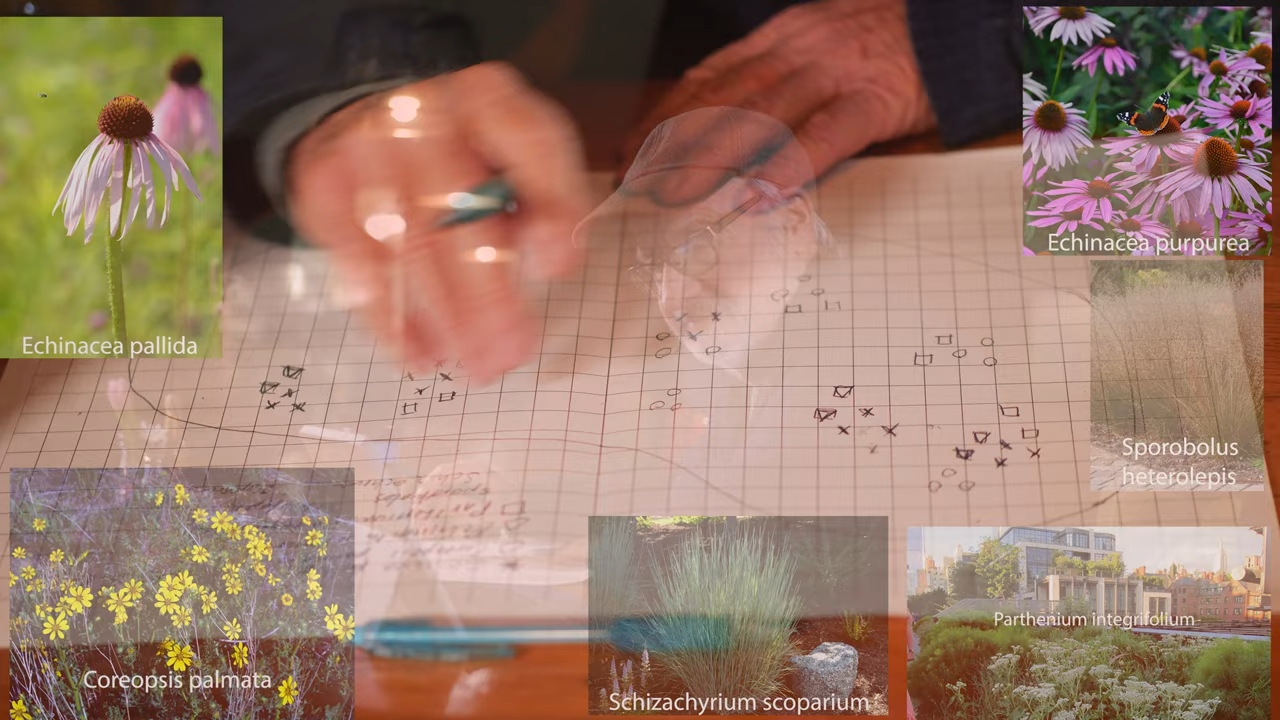 Echinacea purpurea
Echinacea pallida
Sporobolus
heterolepis
Parthenium integrifolium
Coreopsis palmata
Schizachyrium scoparium